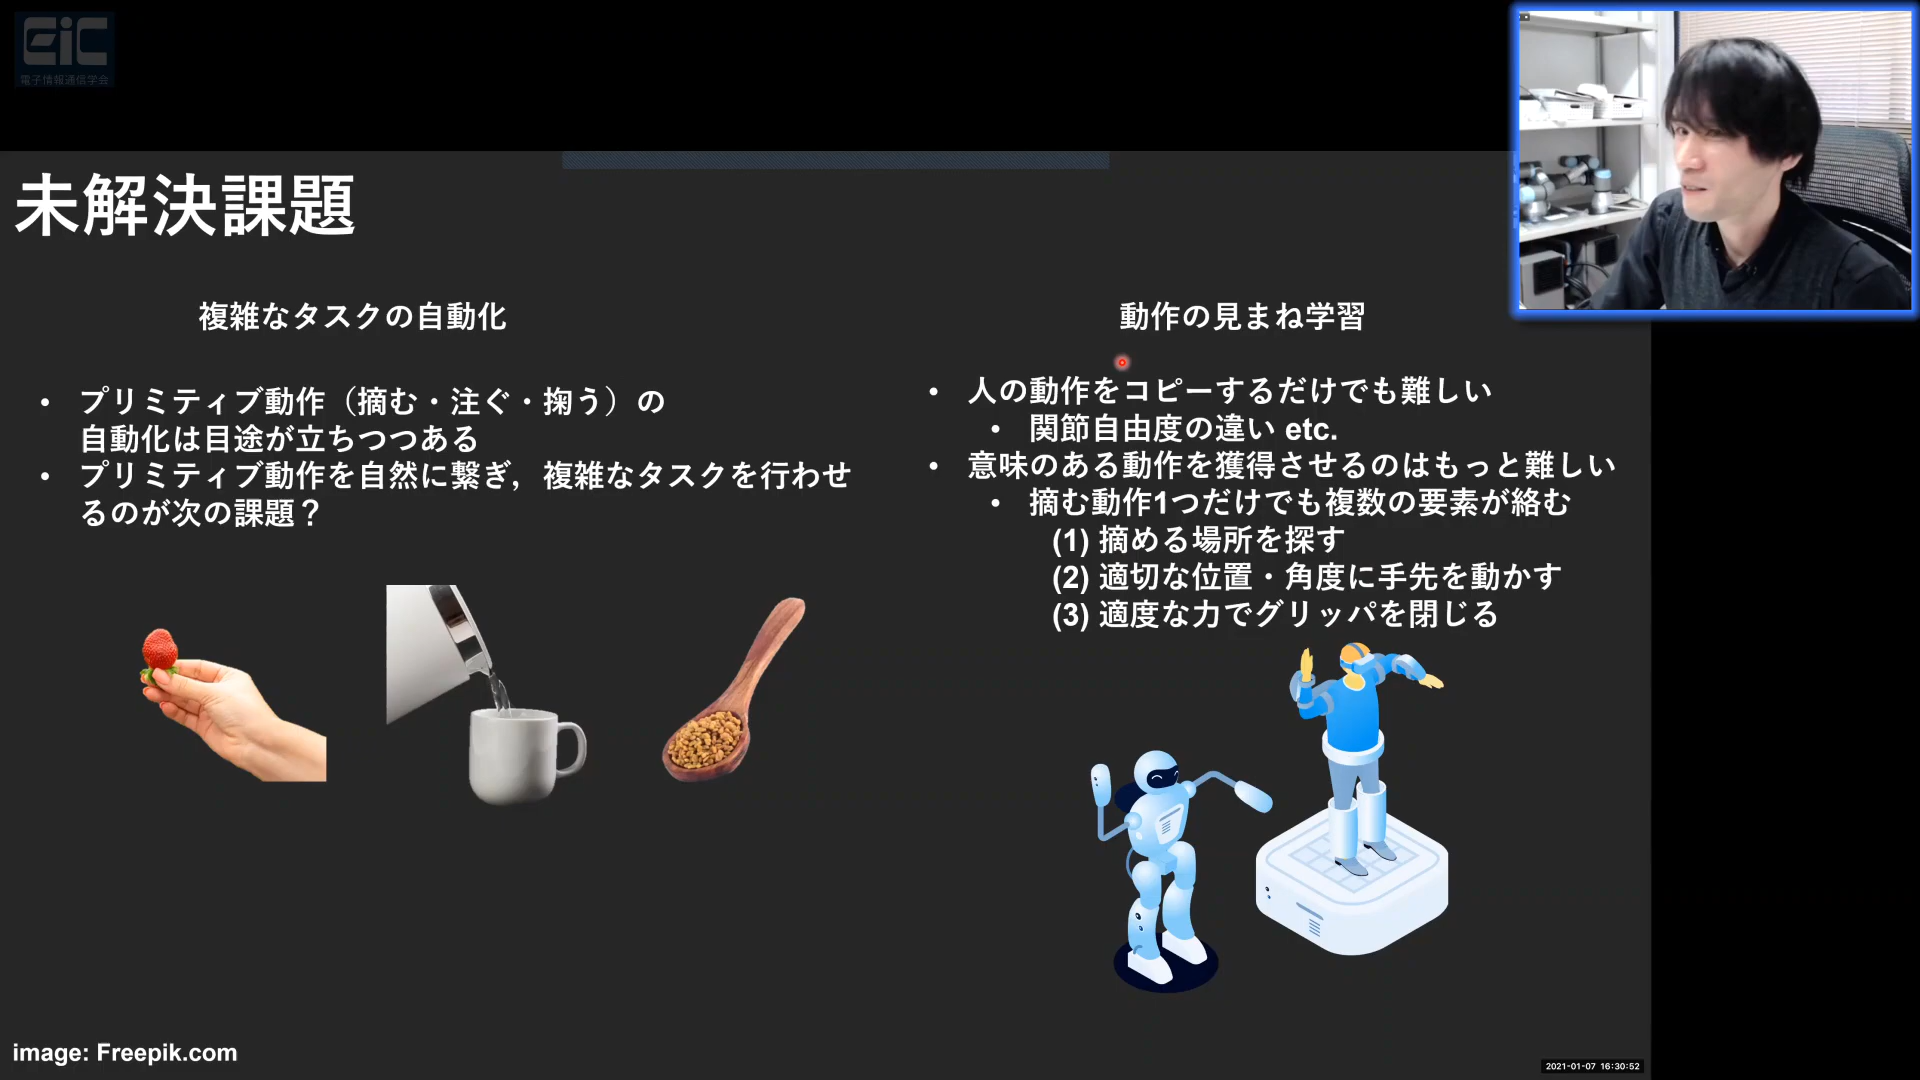 EiC
電子情報通信学会
未解決課題
複雑なタスクの自動化
• プリミティブ動作（摘む・注ぐ・掬う）の
自動化は目途が立ちつつある
• プリミティブ動作を自然に繋ぎ，複雑なタスクを行わせ
るのが次の課題？
動作の見まね学習
• 人の動作をコピーするだけでも難しい
• 関節自由度の違い etc.
• 意味のある動作を獲得させるのはもっと難しい
• 摘む動作1つだけでも複数の要素が絡む
(1) 摘める場所を探す
(2) 適切な位置・角度に手先を動かす
(3) 適度な力でグリッパを閉じる
image: Freepik.com
2021-01-07 16:30:52